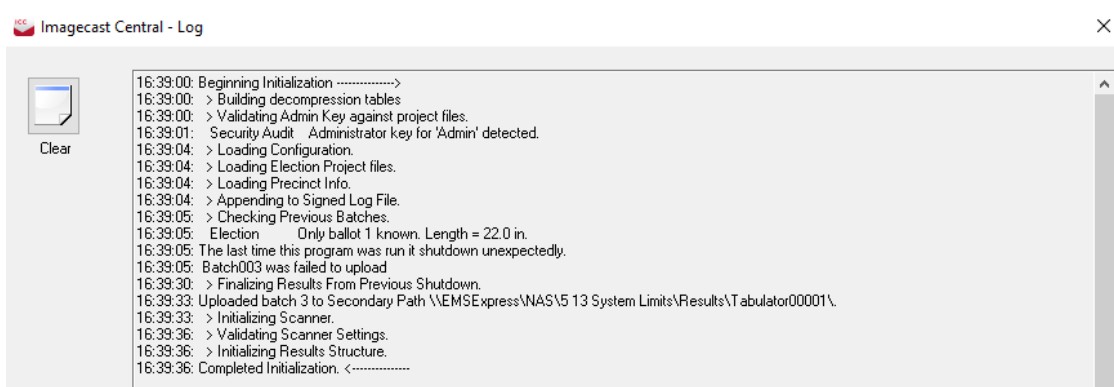 ICC
Imagecast Central - Log
Clear
16:39:00: Beginning Initialization -------------->
16:39:00:  > Building decompression tables
16:39:00:  > Validating Admin Key against project files.
16:39:01:  Security Audit    Administrator key for 'Admin' detected.
16:39:04:  > Loading Configuration.
16:39:04:  > Loading Election Project files.
16:39:04:  > Loading Precinct Info.
16:39:04:  > Appending to Signed Log File.
16:39:05:  > Checking Previous Batches.
16:39:05:  Election    Only ballot 1 known. Length = 22.0 in.
16:39:05: The last time this program was run it shutdown unexpectedly.
16:39:05:  Batch003 was failed to upload
16:39:30:  > Finalizing Results From Previous Shutdown.
16:39:33: Uploaded batch 3 to Secondary Path \\EMSExpress\NAS\5 13 System Limits\Results\Tabulator00001\.
16:39:33:  > Initializing Scanner.
16:39:36:  > Validating Scanner Settings.
16:39:36:  > Initializing Results Structure.
16:39:36: Completed Initialization. <--------------